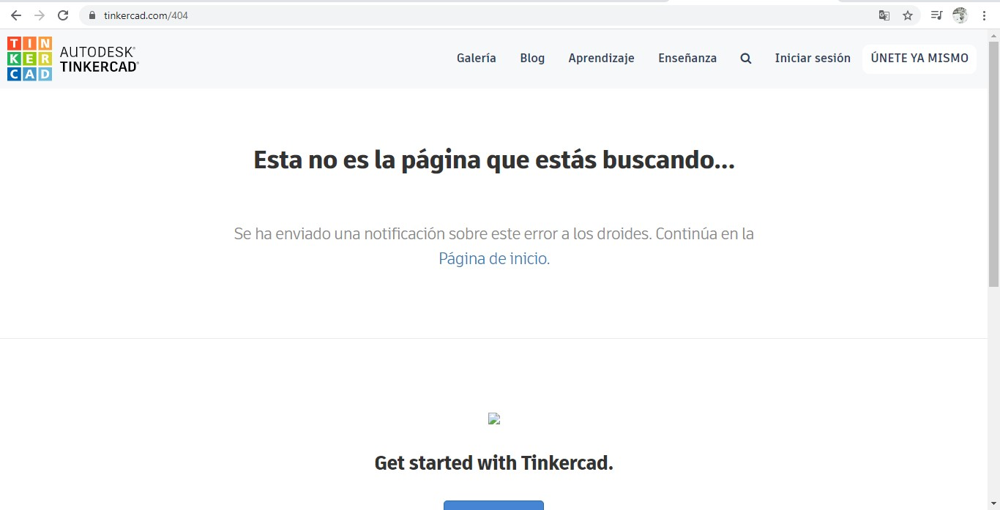 tinkercad.com/404
TIN
KER
CAD
AUTODESK®
TINKERCAD®
Galería Blog Aprendizaje Enseñanza Iniciar sesión ÚNETE YA MISMO
Esta no es la página que estás buscando...
Se ha enviado una notificación sobre este error a los droides. Continúa en la
Página de inicio.
Get started with Tinkercad.